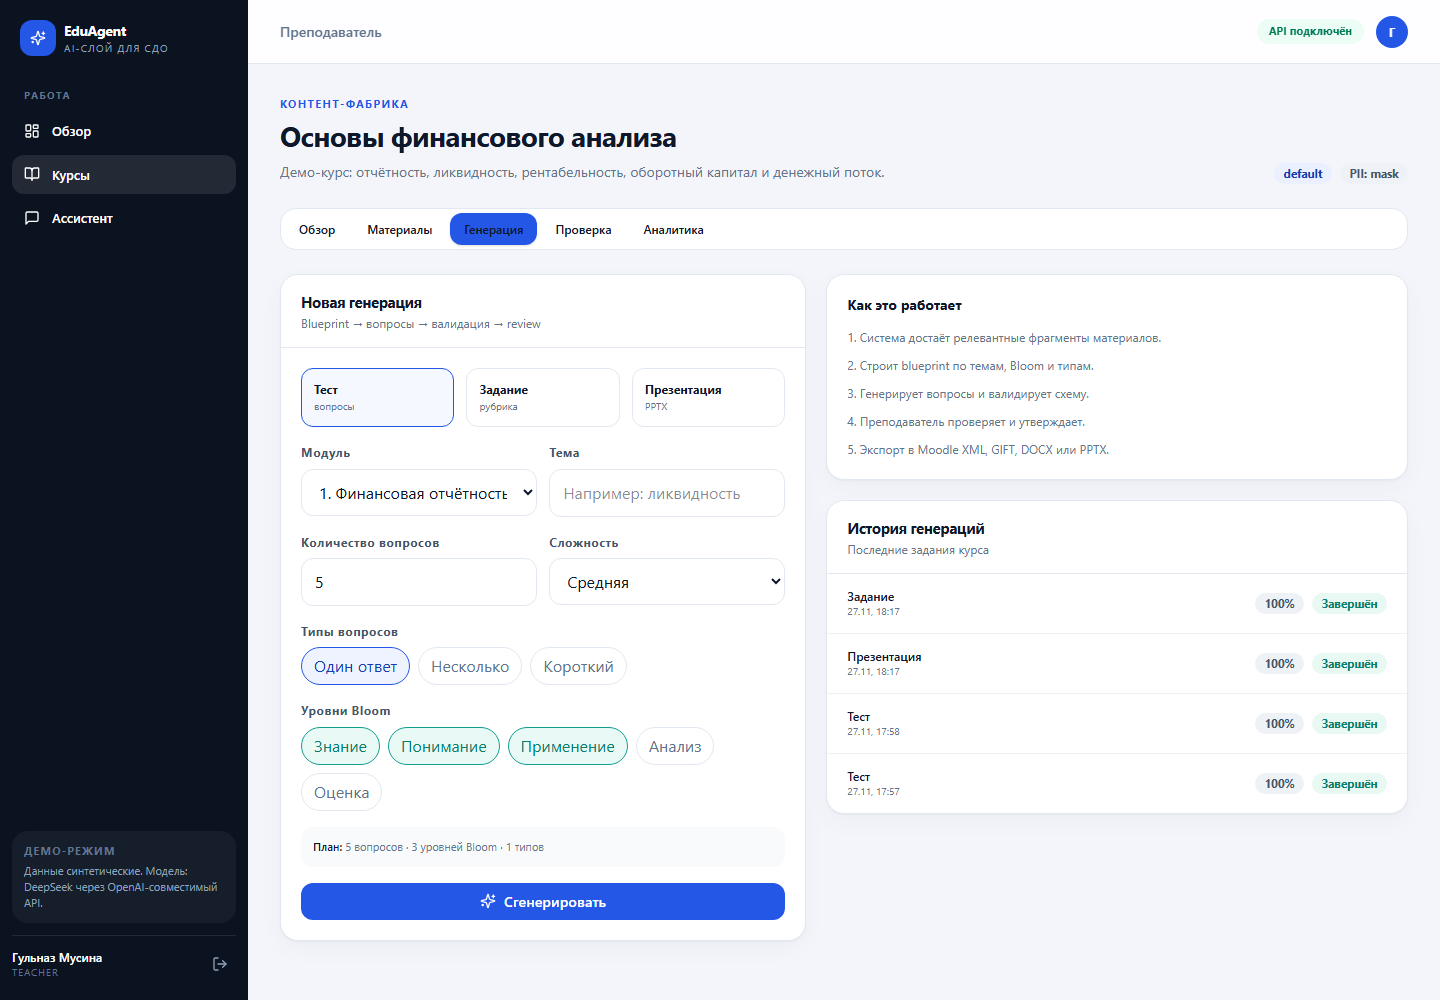 EduAgent
AI-СЛОЙ ДЛЯ СДО
РАБОТА
Обзор
Курсы
Ассистент
ДЕМО-РЕЖИМ
Данные синтетические. Модель:
DeepSeek через OpenAI-совместимый
API.
Гульназ Мусина
TEACHER
Преподаватель
API подключён
Г
КОНТЕНТ-ФАБРИКА
Основы финансового анализа
Демо-курс: отчётность, ликвидность, рентабельность, оборотный капитал и денежный поток.
default
PII: mask
Обзор
Материалы
Генерация
Проверка
Аналитика
Новая генерация
Blueprint → вопросы → валидация → review
Тест
вопросы
Задание
рубрика
Презентация
PPTX
Модуль
Тема
1. Финансовая отчётность
Например: ликвидность
Количество вопросов
Сложность
5
Средняя
Типы вопросов
Один ответ
Несколько
Короткий
Уровни Bloom
Знание
Понимание
Применение
Анализ
Оценка
План: 5 вопросов · 3 уровней Bloom · 1 типов
Сгенерировать
Как это работает
1. Система достаёт релевантные фрагменты материалов.
2. Строит blueprint по темам, Bloom и типам.
3. Генерирует вопросы и валидирует схему.
4. Преподаватель проверяет и утверждает.
5. Экспорт в Moodle XML, GIFT, DOCX или PPTX.
История генераций
Последние задания курса
Задание
27.11, 18:17
100%
Завершён
Презентация
27.11, 18:17
100%
Завершён
Тест
27.11, 17:58
100%
Завершён
Тест
27.11, 17:57
100%
Завершён